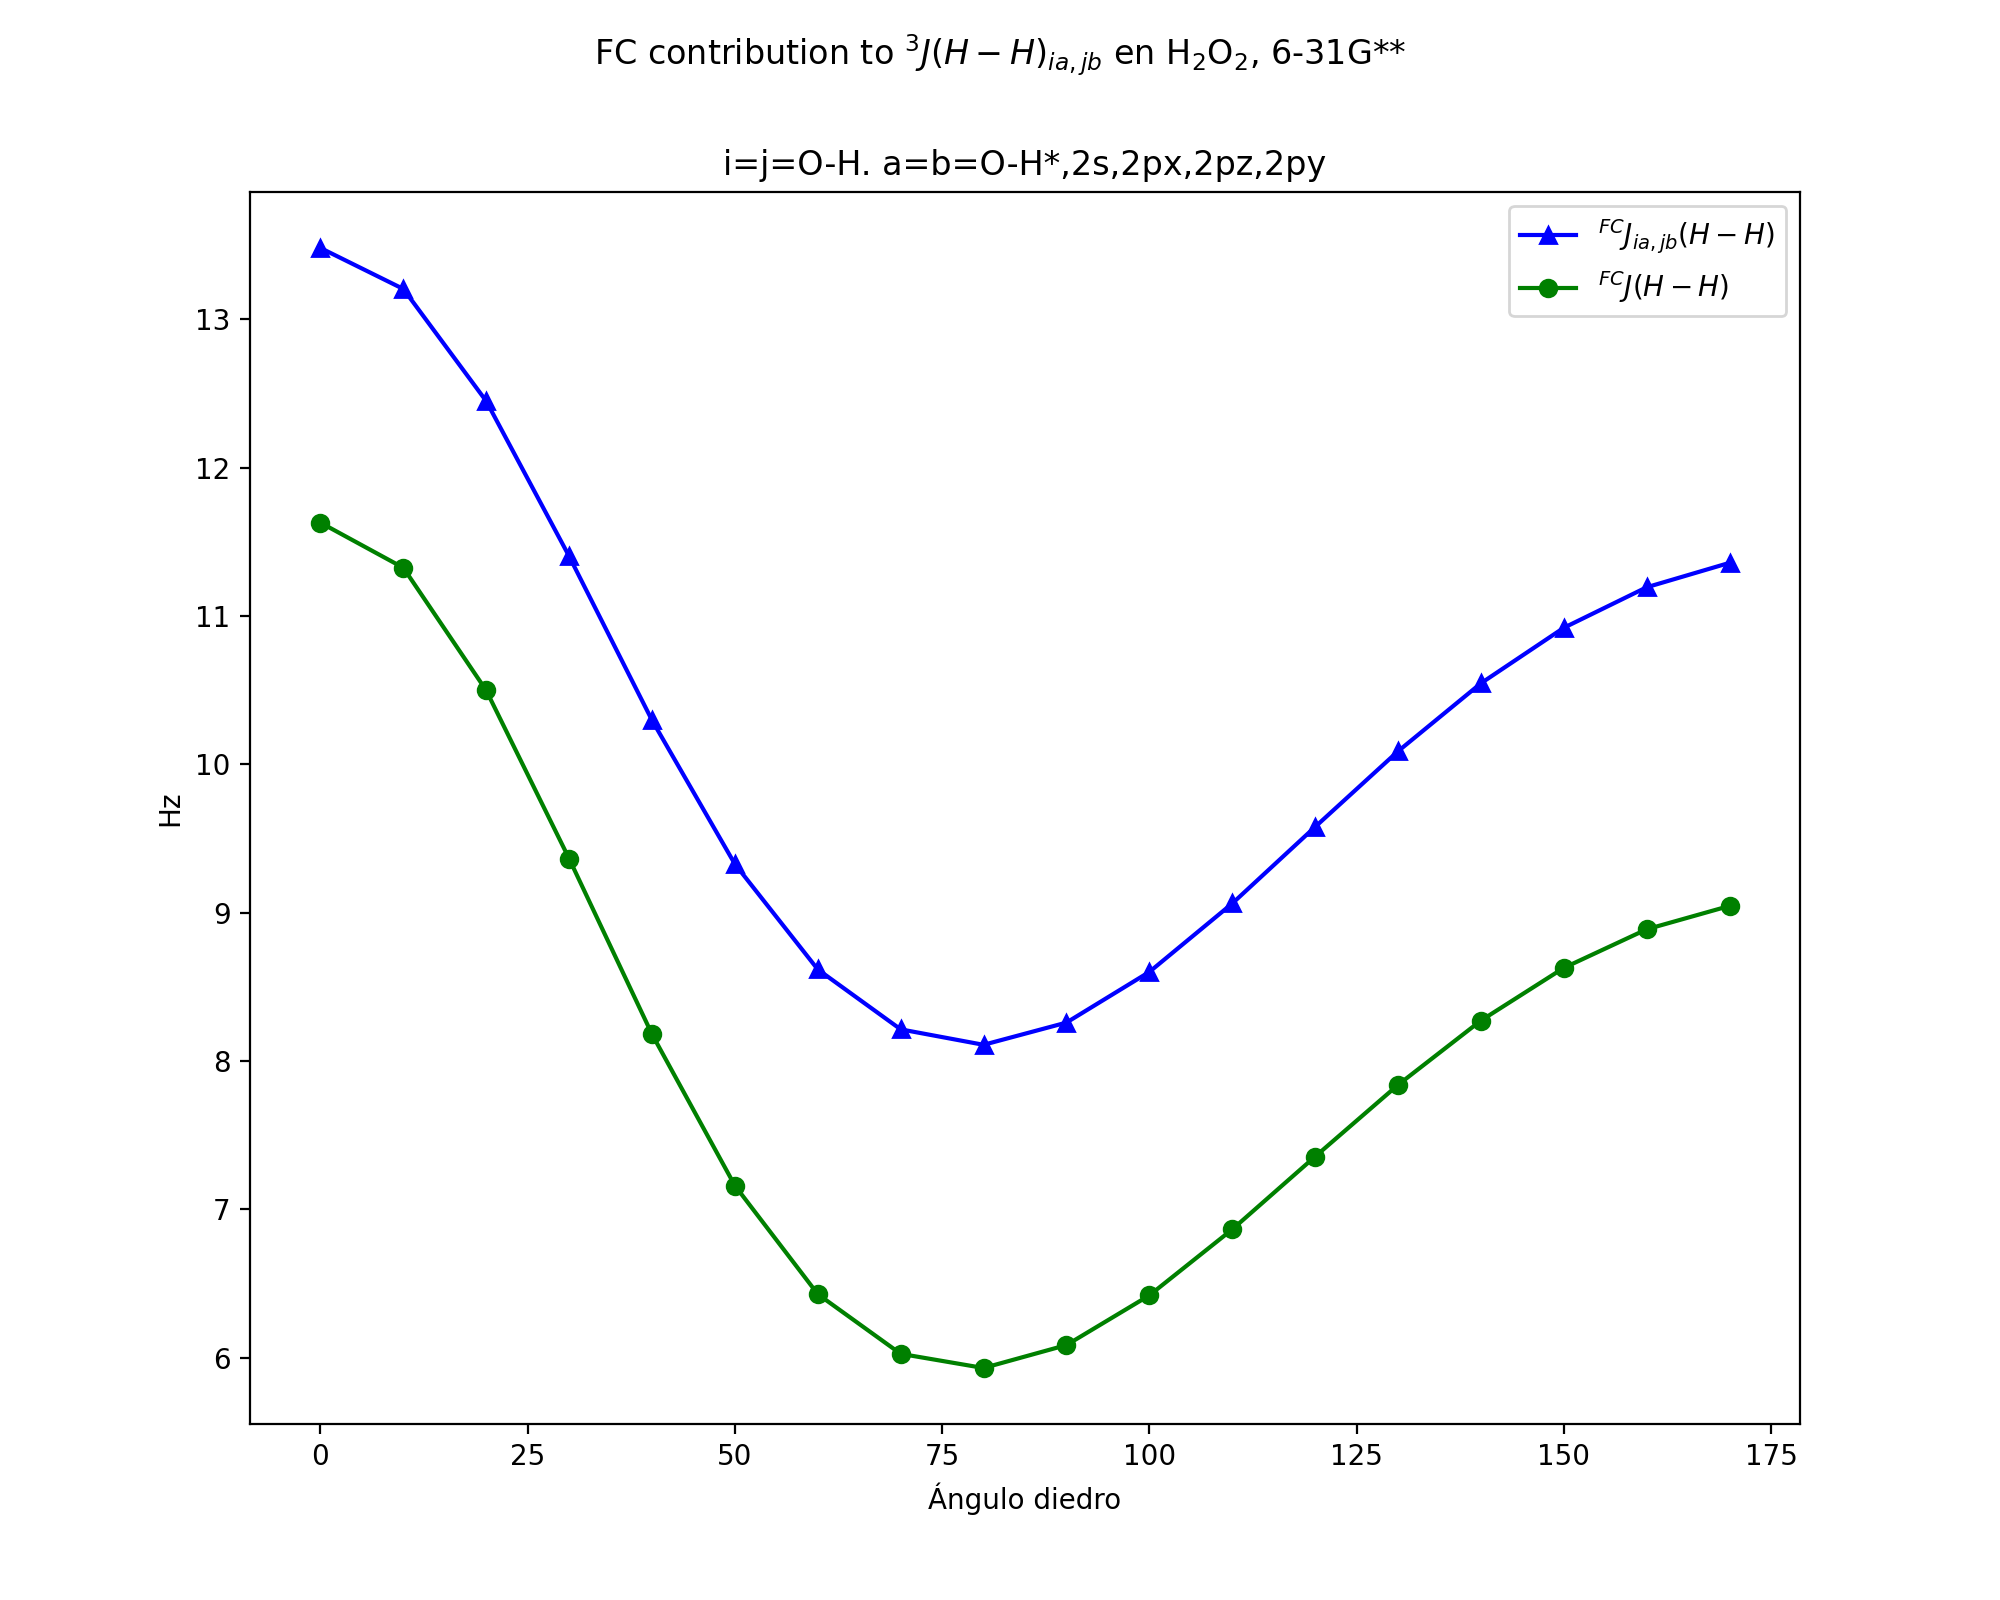 FC contribution to ³J(H − H)ia, jb en H₂O₂, 6-31G**
i=j=O-H. a=b=O-H*,2s,2px,2pz,2py
FCJia, jb(H − H)
FCJ(H − H)
13
12
11
10
9
8
7
6
Hz
0 25 50 75 100 125 150 175
Ángulo diedro